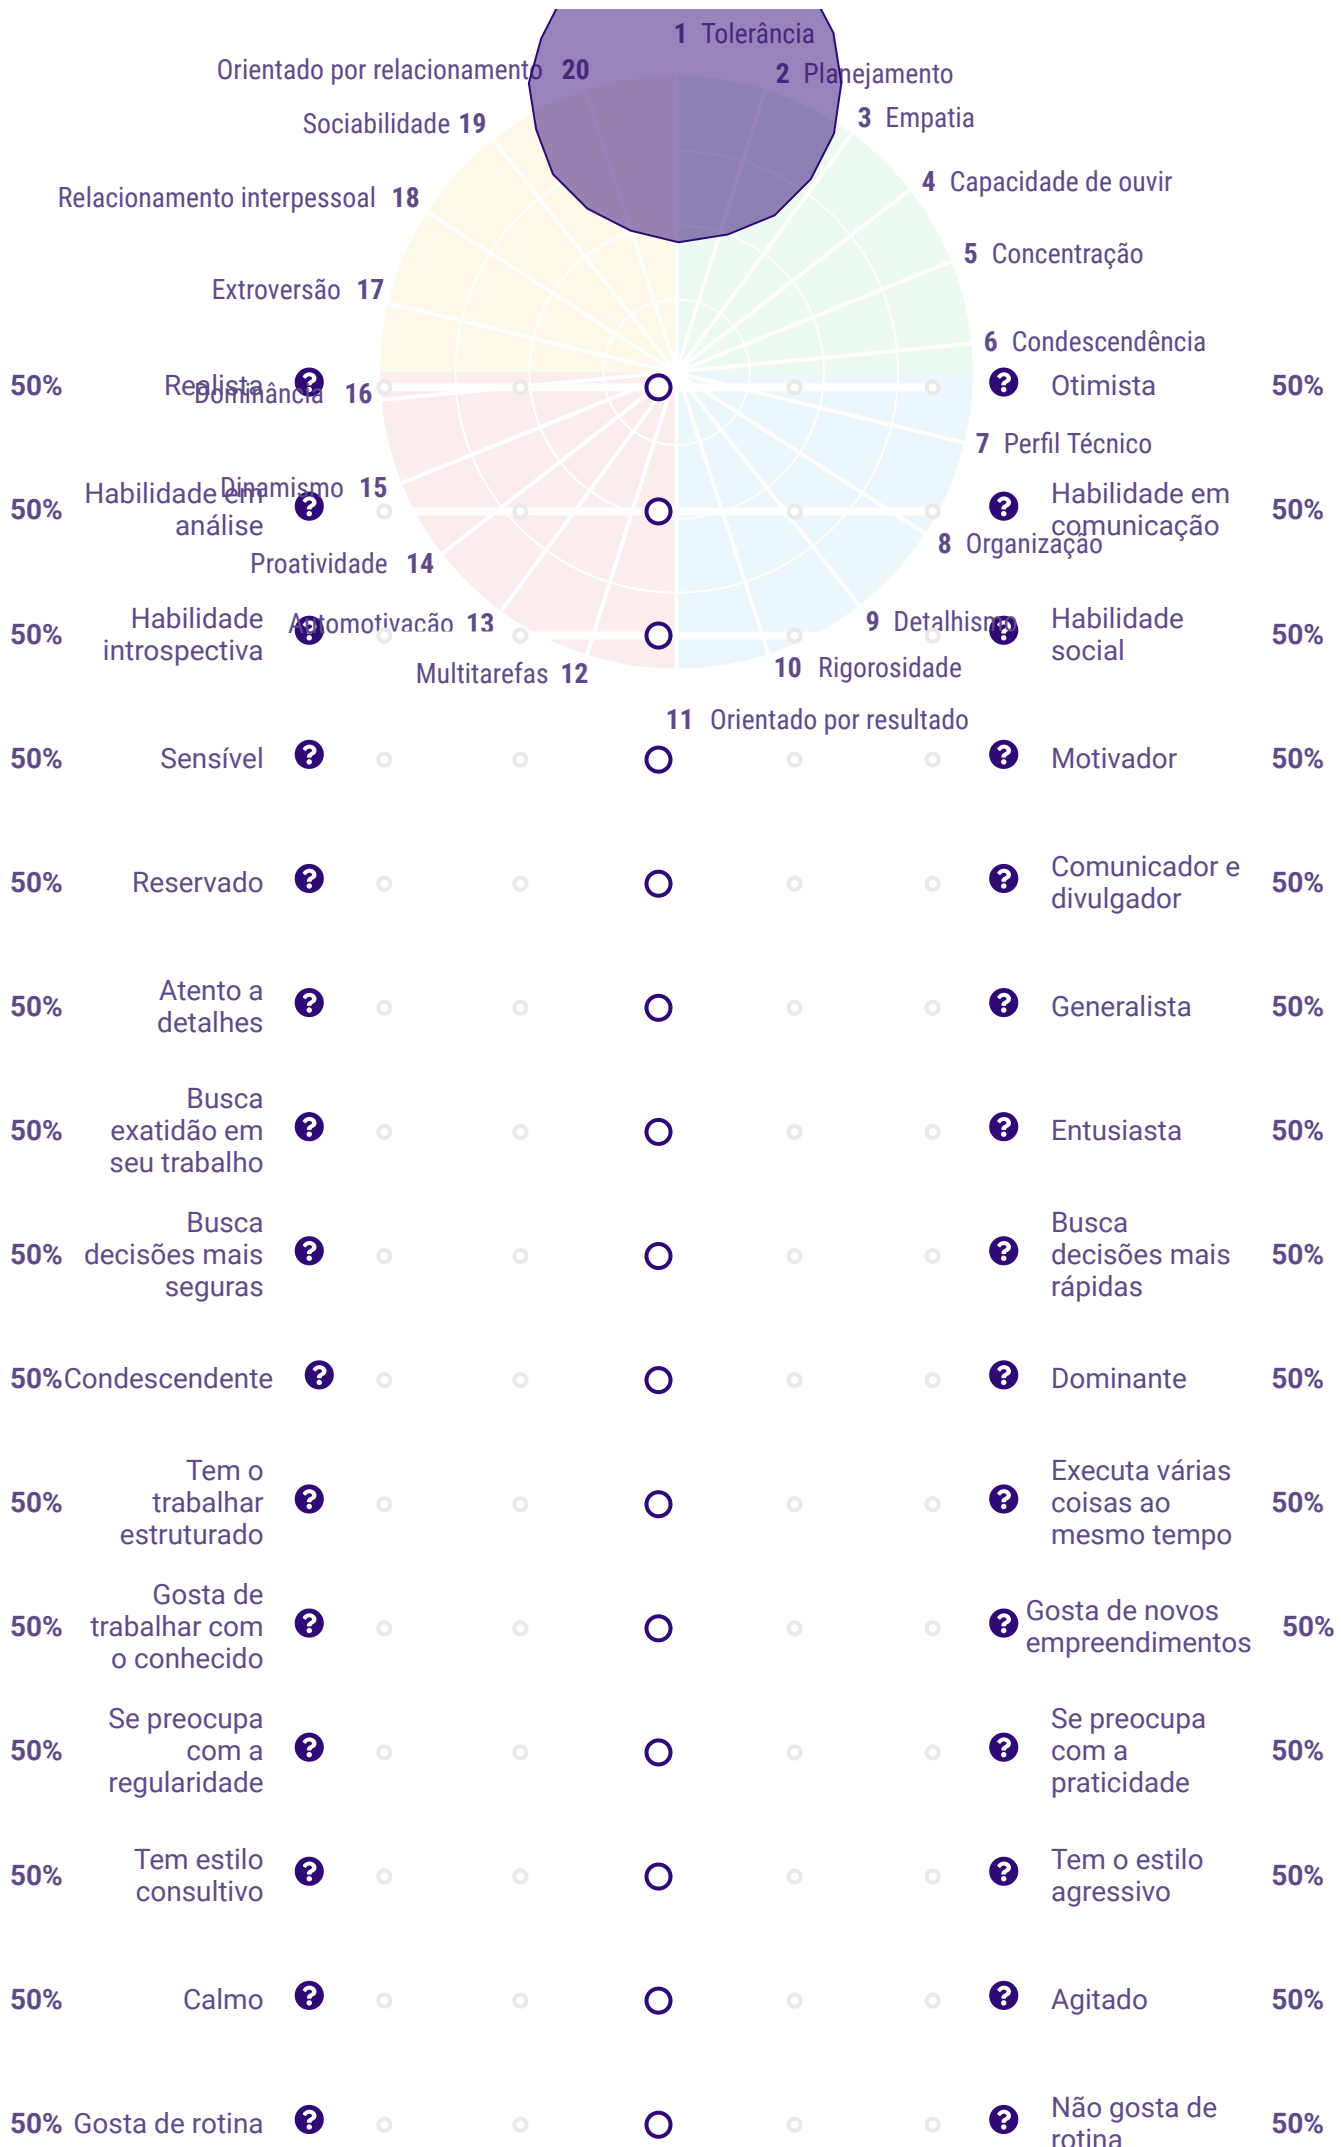 1 Tolerância
Orientado por relacionamento 20
2 Planejamento
Sociabilidade 19
3 Empatia
Relacionamento interpessoal 18
4 Capacidade de ouvir
5 Concentração
Extroversão 17
6 Condescendência
50% Realista
Otimista 50%
Dominância 16
7 Perfil Técnico
Dinamismo 15
50% Habilidade em
análise
Habilidade em
comunicação 50%
8 Organização
Proatividade 14
50% Habilidade
introspectiva
Automotivação 13
9 Detalhismo
Habilidade
social 50%
Multitarefas 12
10 Rigorosidade
11 Orientado por resultado
50% Sensível
Motivador 50%
50% Reservado
Comunicador e
divulgador 50%
50% Atento a
detalhes
Generalista 50%
Busca
50% exatidão em
seu trabalho
Entusiasta 50%
Busca
50% decisões mais
seguras
Busca
decisões mais 50%
rápidas
50% Condescendente
Dominante 50%
Tem o
50% trabalhar
estruturado
Executa várias
coisas ao 50%
mesmo tempo
Gosta de
50% trabalhar com
o conhecido
Gosta de novos
empreendimentos 50%
Se preocupa
50% com a
regularidade
Se preocupa
com a 50%
praticidade
50% Tem estilo
consultivo
Tem o estilo
agressivo 50%
50% Calmo
Agitado 50%
50% Gosta de rotina
Não gosta de
rotina 50%